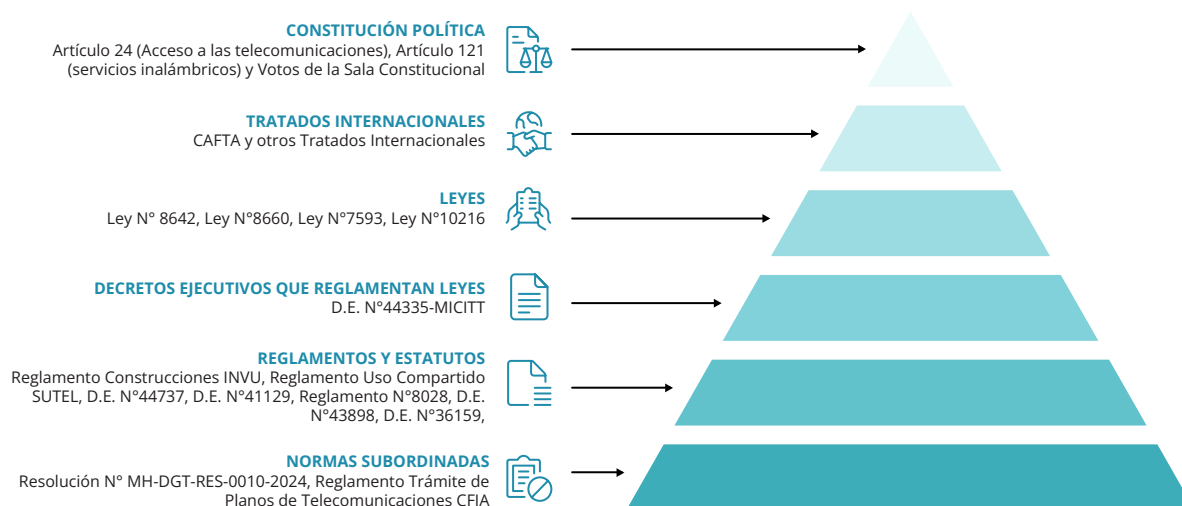 CONSTITUCIÓN POLÍTICA
Artículo 24 (Acceso a las telecomunicaciones), Artículo 121
(servicios inalámbricos) y Votos de la Sala Constitucional
TRATADOS INTERNACIONALES
CAFTA y otros Tratados Internacionales
LEYES
Ley N° 8642, Ley N°8660, Ley N°7593, Ley N°10216
DECRETOS EJECUTIVOS QUE REGLAMENTAN LEYES
D.E. N°44335-MICITT
REGLAMENTOS Y ESTATUTOS
Reglamento Construcciones INVU, Reglamento Uso Compartido
SUTEL, D.E. N°44737, D.E. N°41129, Reglamento N°8028, D.E.
N°43898, D.E. N°36159,
NORMAS SUBORDINADAS
Resolución N° MH-DGT-RES-0010-2024, Reglamento Trámite de
Planos de Telecomunicaciones CFIA